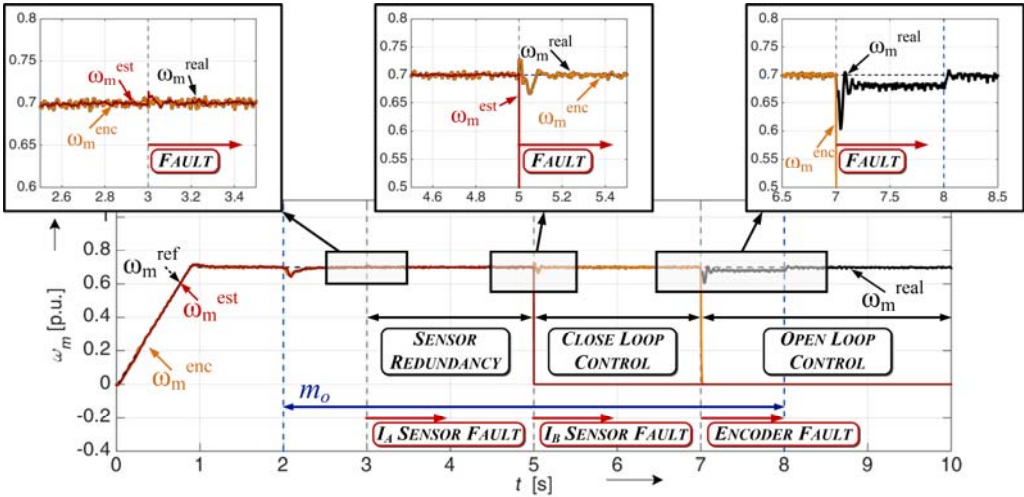 0.8
0.75
0.7
0.65
0.6
2.6 2.8 3 3.2 3.4
ωm^est
ωm^real
ωm^enc
FAULT
0.8
0.75
0.7
0.65
0.6
0.55
0.5
4.6 4.8 5 5.2 5.4
ωm^real
ωm^est
ωm^enc
FAULT
0.8
0.75
0.7
0.65
0.6
0.55
0.5
6.5 7 7.5 8 8.5
ωm^real
ωm^enc
FAULT
1
0.8
0.6
0.4
0.2
0
-0.2
-0.4
ωm [p.u.]
ωm^ref
ωm^est
ωm^enc
ωm^real
SENSOR
REDUNDANCY
CLOSE LOOP
CONTROL
OPEN LOOP
CONTROL
mo
IA SENSOR FAULT
IB SENSOR FAULT
ENCODER FAULT
0 1 2 3 4 5 6 7 8 9 10
t [s]